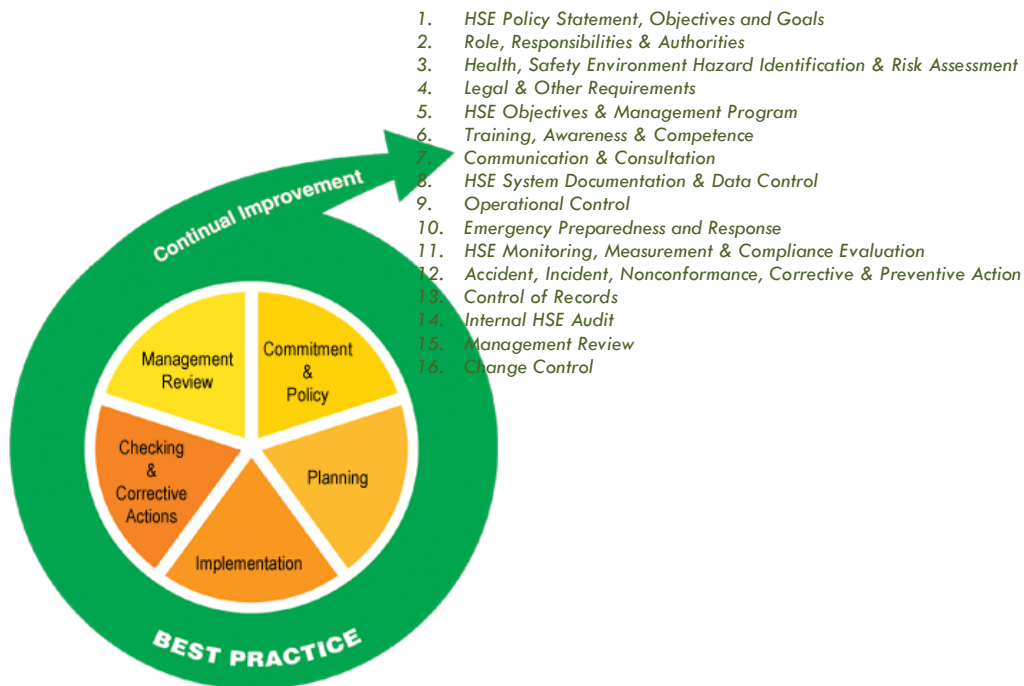 1. HSE Policy Statement, Objectives and Goals
2. Role, Responsibilities & Authorities
3. Health, Safety Environment Hazard Identification & Risk Assessment
4. Legal & Other Requirements
5. HSE Objectives & Management Program
6. Training, Awareness & Competence
7. Communication & Consultation
8. HSE System Documentation & Data Control
9. Operational Control
10. Emergency Preparedness and Response
11. HSE Monitoring, Measurement & Compliance Evaluation
12. Accident, Incident, Nonconformance, Corrective & Preventive Action
13. Control of Records
14. Internal HSE Audit
15. Management Review
16. Change Control
Continual Improvement
Management
Review
Commitment
&
Policy
Checking
&
Corrective
Actions
Planning
Implementation
BEST PRACTICE